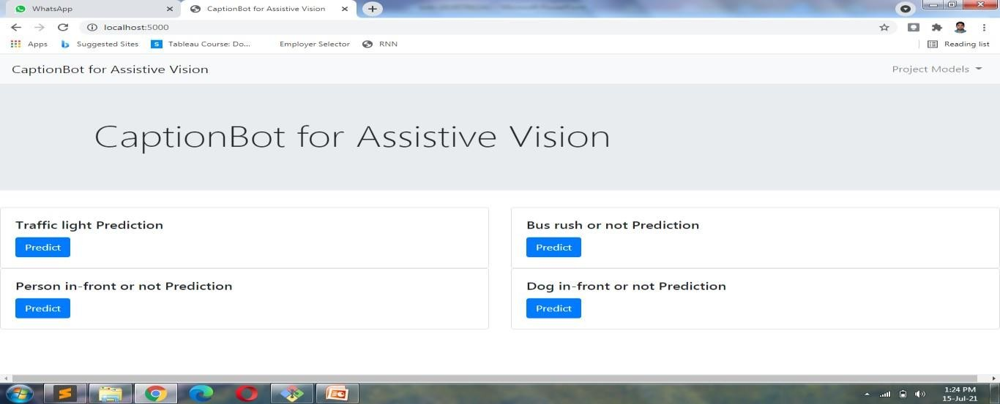 WhatsApp
CaptionBot for Assistive Vision
localhost:5000
Apps
Suggested Sites
Tableau Course: Do...
Employer Selector
RNN
Reading list
CaptionBot for Assistive Vision
Project Models
CaptionBot for Assistive Vision
Traffic light Prediction
Predict
Bus rush or not Prediction
Predict
Person in-front or not Prediction
Predict
Dog in-front or not Prediction
Predict
1:24 PM
15-Jul-21